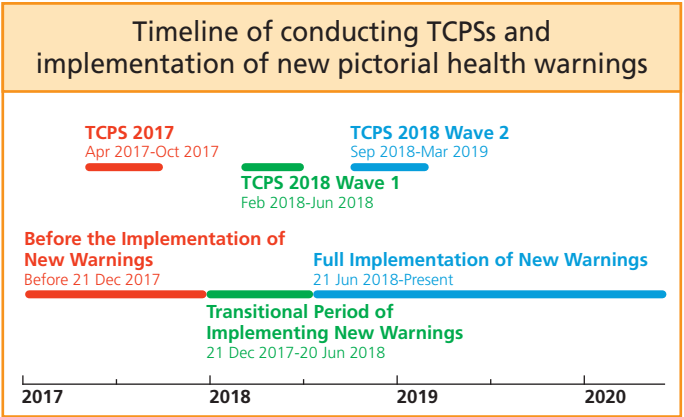 Timeline of conducting TCPSs and
implementation of new pictorial health warnings
TCPS 2017
Apr 2017-Oct 2017
TCPS 2018 Wave 2
Sep 2018-Mar 2019
TCPS 2018 Wave 1
Feb 2018-Jun 2018
Before the Implementation of
New Warnings
Before 21 Dec 2017
Full Implementation of New Warnings
21 Jun 2018-Present
Transitional Period of
Implementing New Warnings
21 Dec 2017-20 Jun 2018
2017 2018 2019 2020